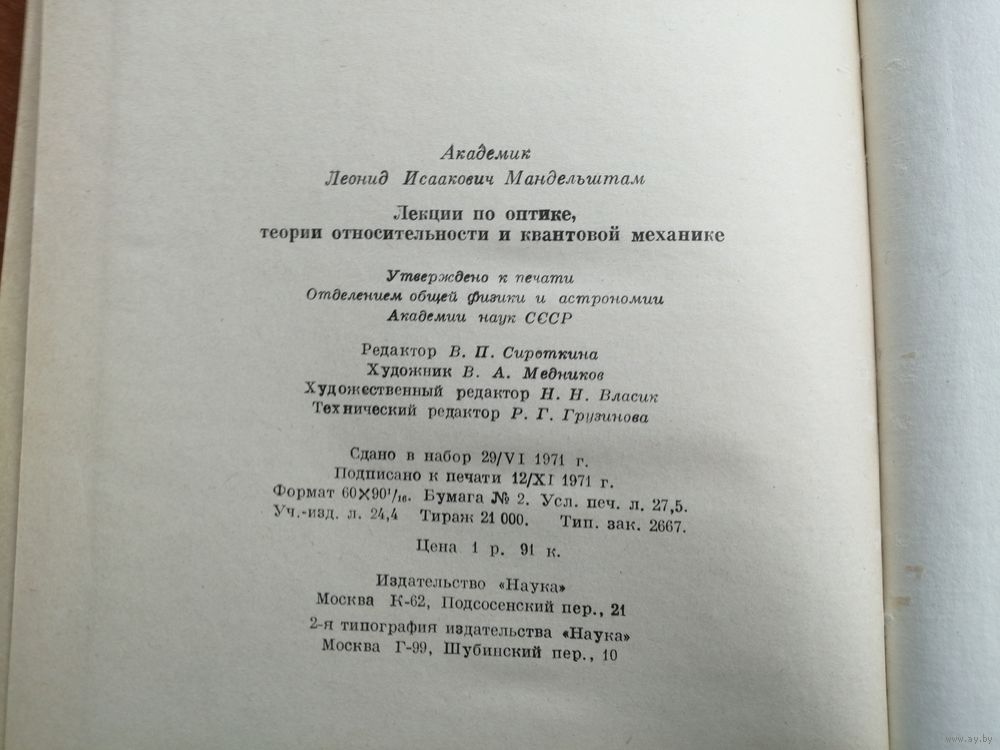 Академик
Леонид Исаакович Мандельштам
Лекции по оптике,
теории относительности и квантовой механике
Утверждено к печати
Отделением общей физики и астрономии
Академии наук СССР
Редактор В. П. Сироткина
Художник В. А. Медников
Художественный редактор Н. Н. Власик
Технический редактор Р. Г. Грузинова
Сдано в набор 29/VI 1971 г.
Подписано к печати 12/XI 1971 г.
Формат 60×90¹/₁₆. Бумага № 2. Усл. печ. л. 27,5.
Уч.-изд. л. 24,4 Тираж 21 000. Тип. зак. 2667.
Цена 1 р. 91 к.
Издательство «Наука»
Москва К-62, Подсосенский пер., 21
2-я типография издательства «Наука»
Москва Г-99, Шубинский пер., 10
www.ay.by